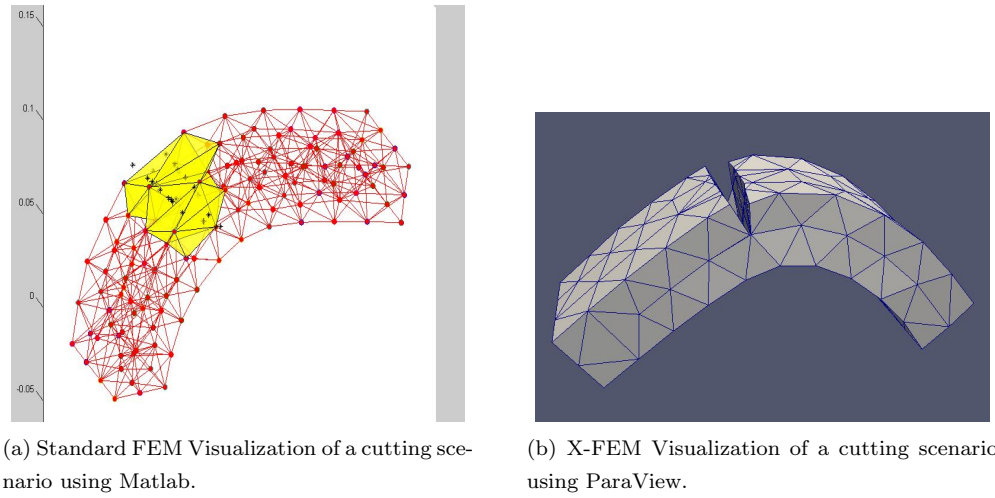 0.15
0.1
0.05
0
-0.05
(a) Standard FEM Visualization of a cutting sce-
nario using Matlab.
(b) X-FEM Visualization of a cutting scenario
using ParaView.